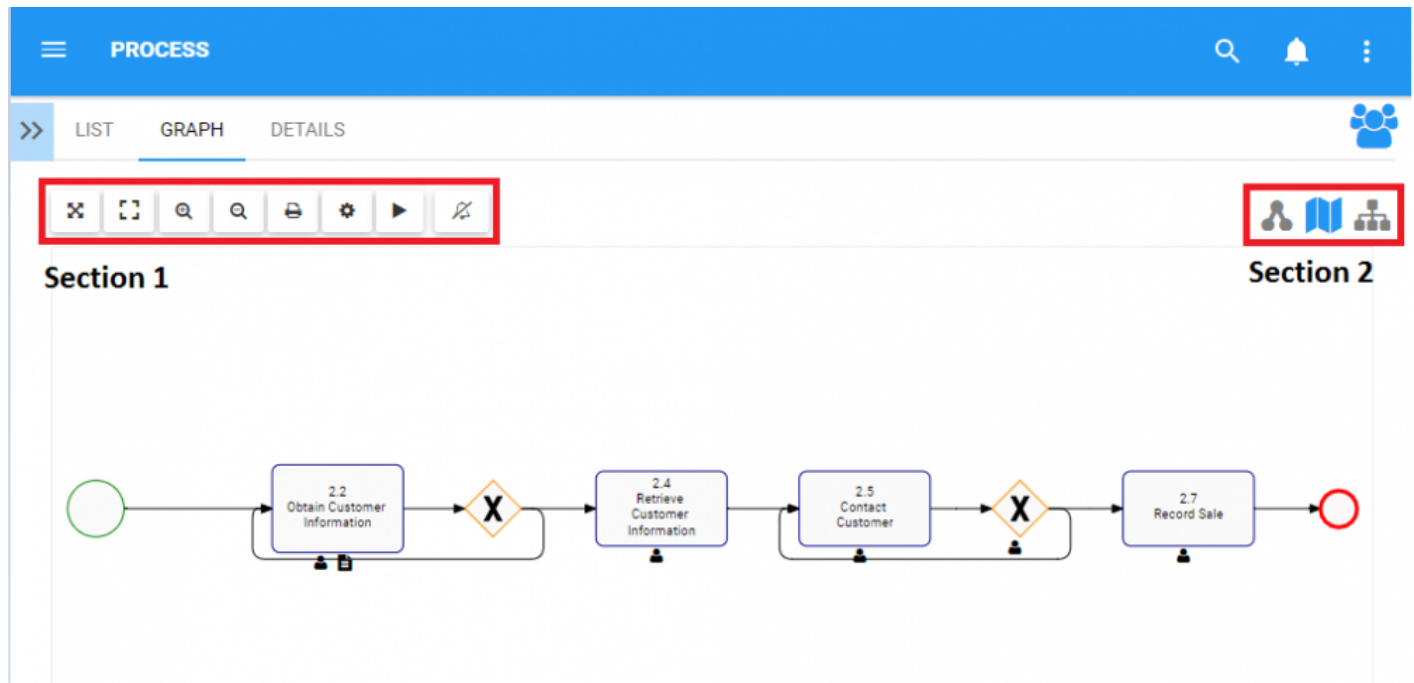 PROCESS
LIST GRAPH DETAILS
Section 1
Section 2
2.2
Obtain Customer
Information
X
2.4
Retrieve
Customer
Information
2.5
Contact
Customer
X
2.7
Record Sale